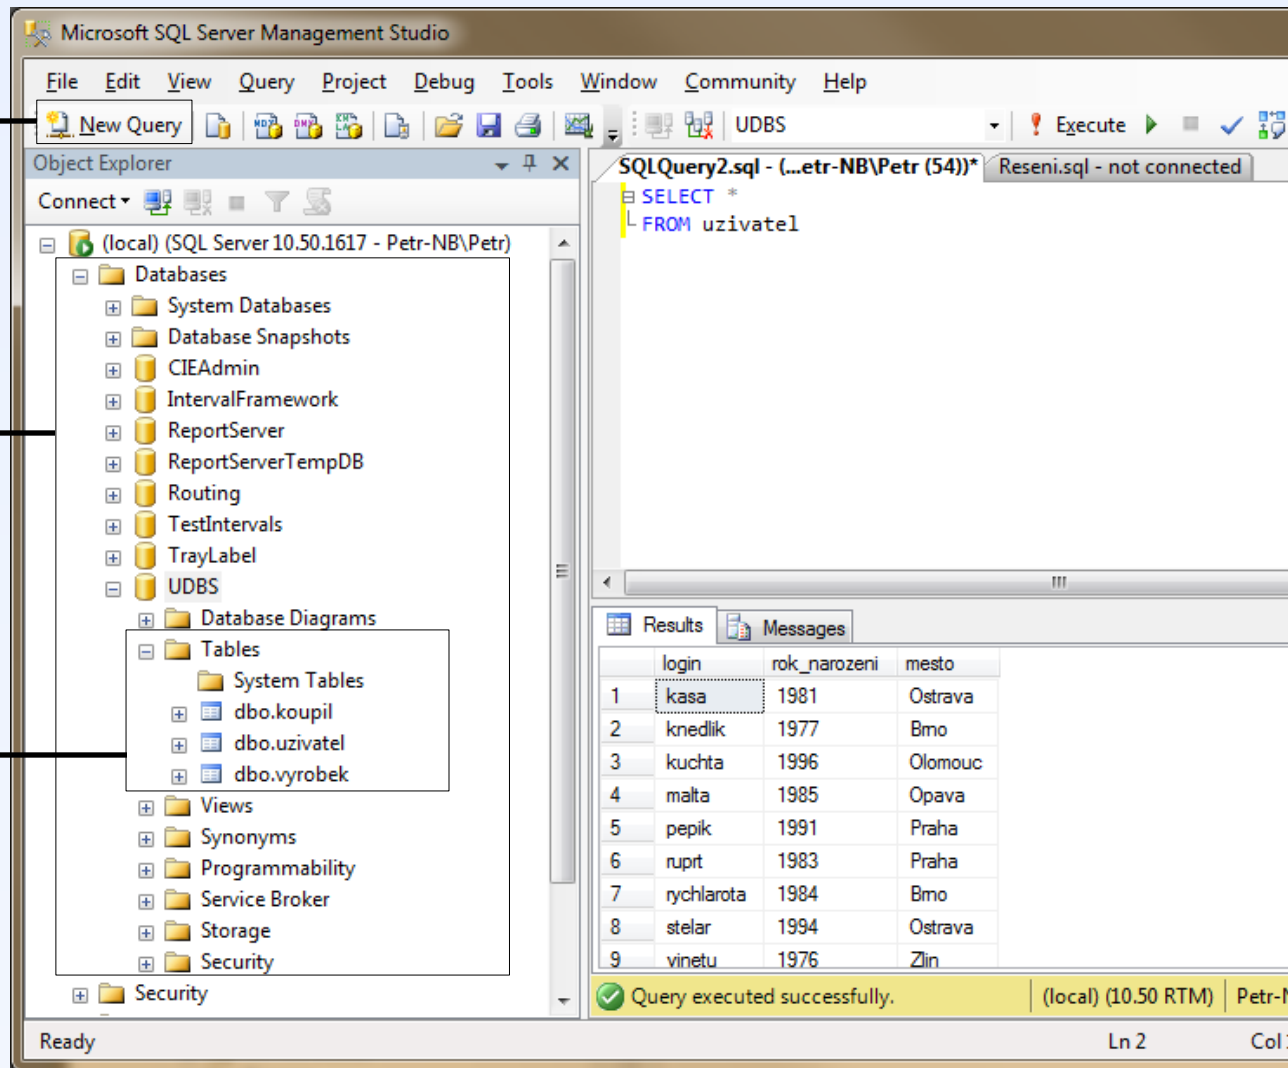 Microsoft SQL Server Management Studio
File Edit View Query Project Debug Tools Window Community Help
New Query UDBS Execute
Object Explorer
Connect
(local) (SQL Server 10.50.1617 - Petr-NB\Petr)
Databases
System Databases
Database Snapshots
CIEAdmin
IntervalFramework
ReportServer
ReportServerTempDB
Routing
TestIntervals
TrayLabel
UDBS
Database Diagrams
Tables
System Tables
dbo.koupil
dbo.uzivatel
dbo.vyrobek
Views
Synonyms
Programmability
Service Broker
Storage
Security
Security
SQLQuery2.sql - (...etr-NB\Petr (54))* Reseni.sql - not connected
SELECT *
FROM uzivatel
Results Messages
login rok_narozeni mesto
1 kasa 1981 Ostrava
2 knedlik 1977 Brno
3 kuchta 1996 Olomouc
4 malta 1985 Opava
5 pepik 1991 Praha
6 ruprt 1983 Praha
7 rychlarota 1984 Brno
8 stelar 1994 Ostrava
9 vinetu 1976 Zlin
Query executed successfully. (local) (10.50 RTM) Petr-
Ready Ln 2 Col